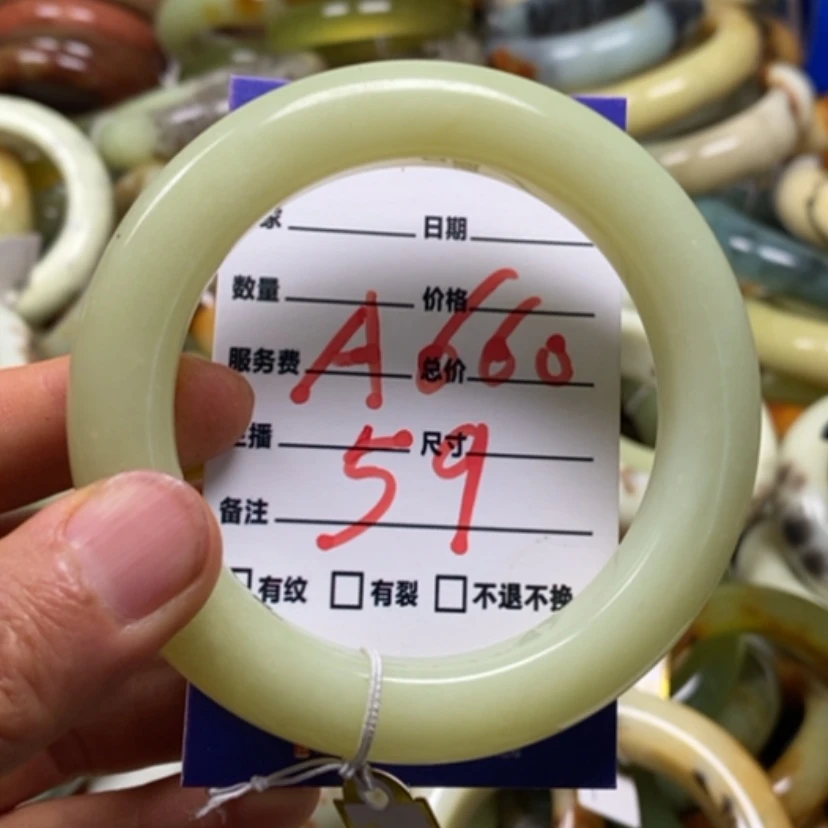 日期
数量 价格
A660
服务费 总价
播 尺寸
59
备注
有纹 有裂 不退不换